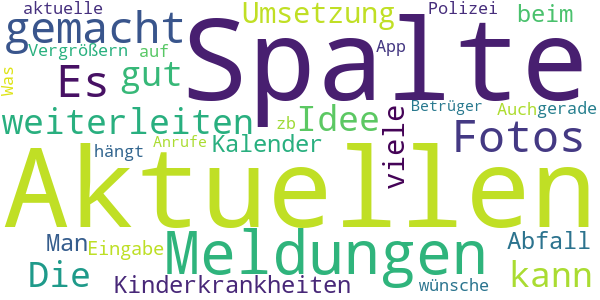 aktuelle
gemacht
Vergrößern auf
Was
Es gut
Spalte
Umsetzung
Polizei
beim
App
Betrüger
Auch gerade
weiterleiten
zb Idee
viele
Fotos
hängt
Anrufe
Kalender
Aktuellen
Man
Eingabe
Meldungen
Abfall
Die
Kinderkrankheiten
wünsche
kann